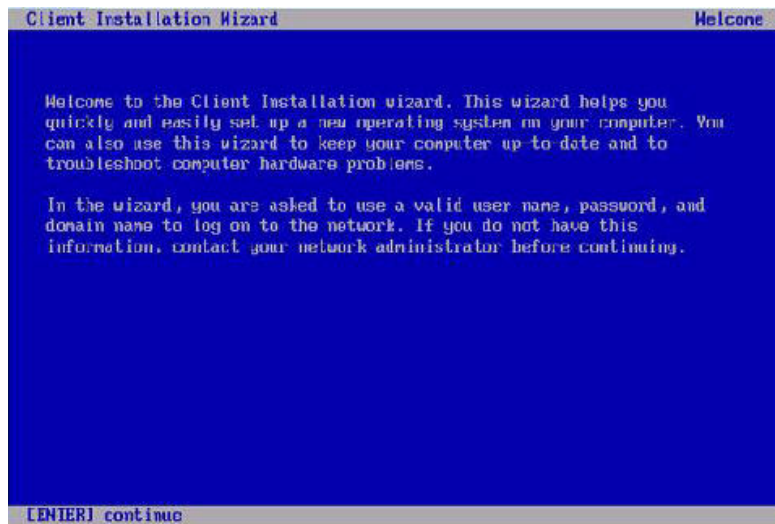 Client Installation Wizard Welcome
Welcome to the Client Installation wizard. This wizard helps you
quickly and easily set up a new operating system on your computer. You
can also use this wizard to keep your computer up-to-date and to
troubleshoot computer hardware problems.
In the wizard, you are asked to use a valid user name, password, and
domain name to log on to the network. If you do not have this
information, contact your network administrator before continuing.
[ENTER] continue